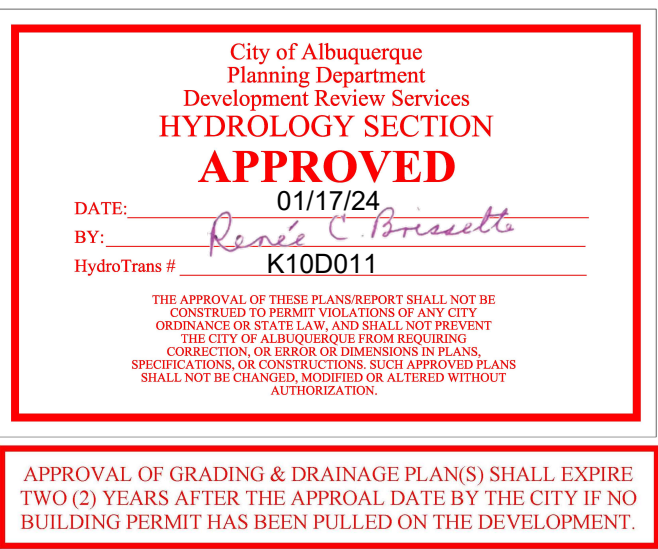 City of Albuquerque
Planning Department
Development Review Services
HYDROLOGY SECTION
APPROVED
DATE: 01/17/24
BY: Renée C. Brissette
HydroTrans # K10D011
THE APPROVAL OF THESE PLANS/REPORT SHALL NOT BE
CONSTRUED TO PERMIT VIOLATIONS OF ANY CITY
ORDINANCE OR STATE LAW, AND SHALL NOT PREVENT
THE CITY OF ALBUQUERQUE FROM REQUIRING
CORRECTION, OR ERROR OR DIMENSIONS IN PLANS,
SPECIFICATIONS, OR CONSTRUCTIONS. SUCH APPROVED PLANS
SHALL NOT BE CHANGED, MODIFIED OR ALTERED WITHOUT
AUTHORIZATION.
APPROVAL OF GRADING & DRAINAGE PLAN(S) SHALL EXPIRE
TWO (2) YEARS AFTER THE APPROAL DATE BY THE CITY IF NO
BUILDING PERMIT HAS BEEN PULLED ON THE DEVELOPMENT.